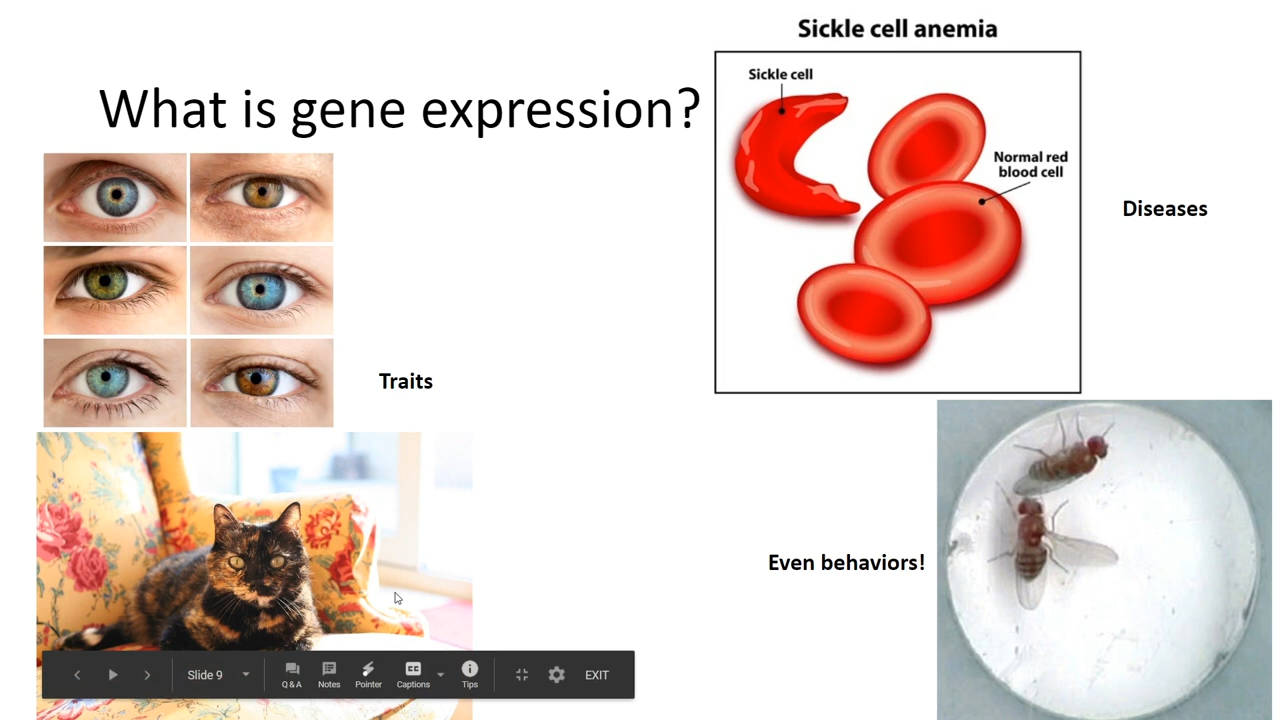 Sickle cell anemia
Sickle cell
What is gene expression?
Normal red
blood cell
Diseases
Traits
Even behaviors!
Slide 9
Q & A
Notes
Pointer
CC
Captions
Tips
EXIT